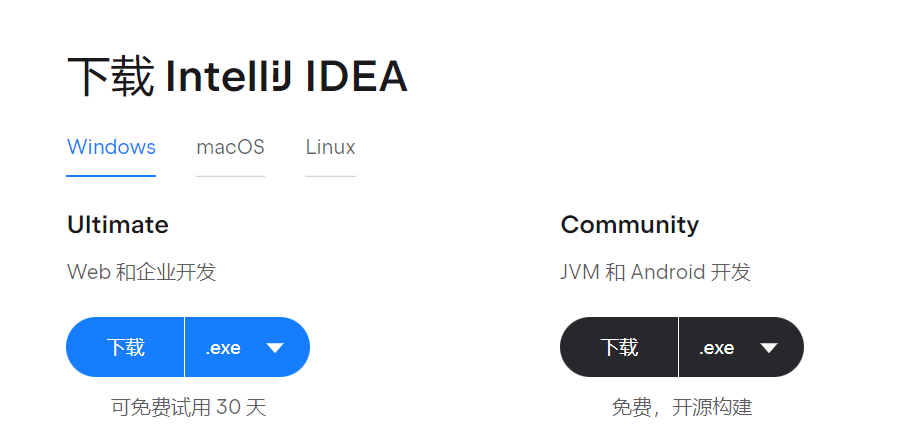 下载 IntelliJ IDEA
Windows macOS Linux
Ultimate
Web 和企业开发
下载 .exe
可免费试用 30 天
Community
JVM 和 Android 开发
下载 .exe
免费，开源构建